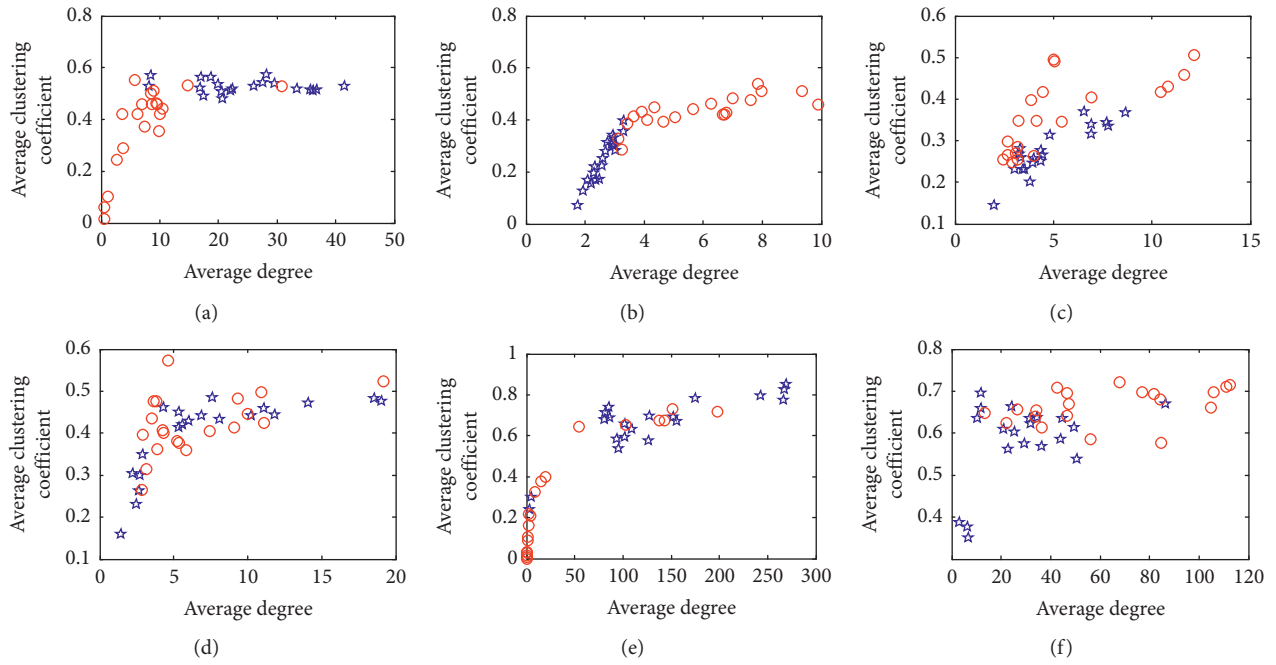 Average clustering
coefficient
0.8
0.6
0.4
0.2
0
0 10 20 30 40 50
Average degree
(a)
Average clustering
coefficient
0.8
0.6
0.4
0.2
0
2 4 6 8 10
Average degree
(b)
Average clustering
coefficient
0.6
0.5
0.4
0.3
0.2
0.1
0 5 10 15
Average degree
(c)
Average clustering
coefficient
0.6
0.5
0.4
0.3
0.2
0.1
0 5 10 15 20
Average degree
(d)
Average clustering
coefficient
1
0.8
0.6
0.4
0.2
0
0 50 100 150 200 250 300
Average degree
(e)
Average clustering
coefficient
0.8
0.7
0.6
0.5
0.4
0 20 40 60 80 100 120
Average degree
(f)